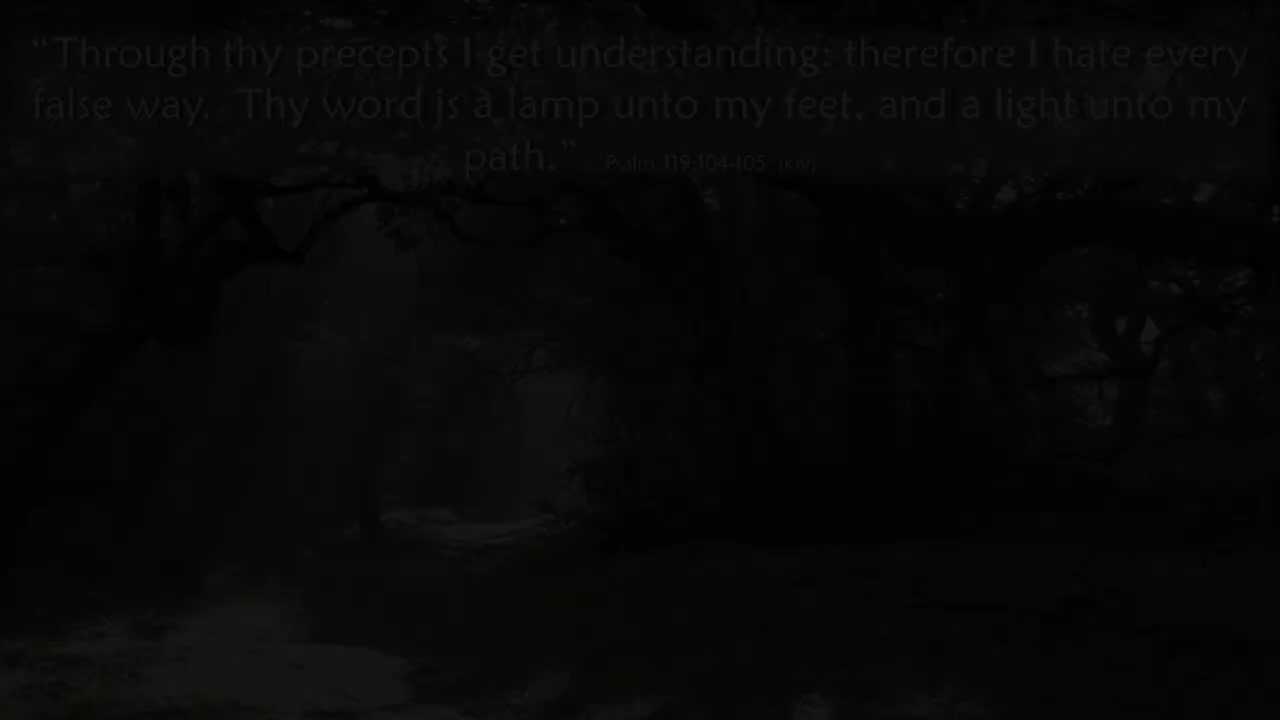 “Through thy precepts I get understanding: therefore I hate every
false way. Thy word is a lamp unto my feet, and a light unto my
path.” Psalm 119:104-105 (KJV)